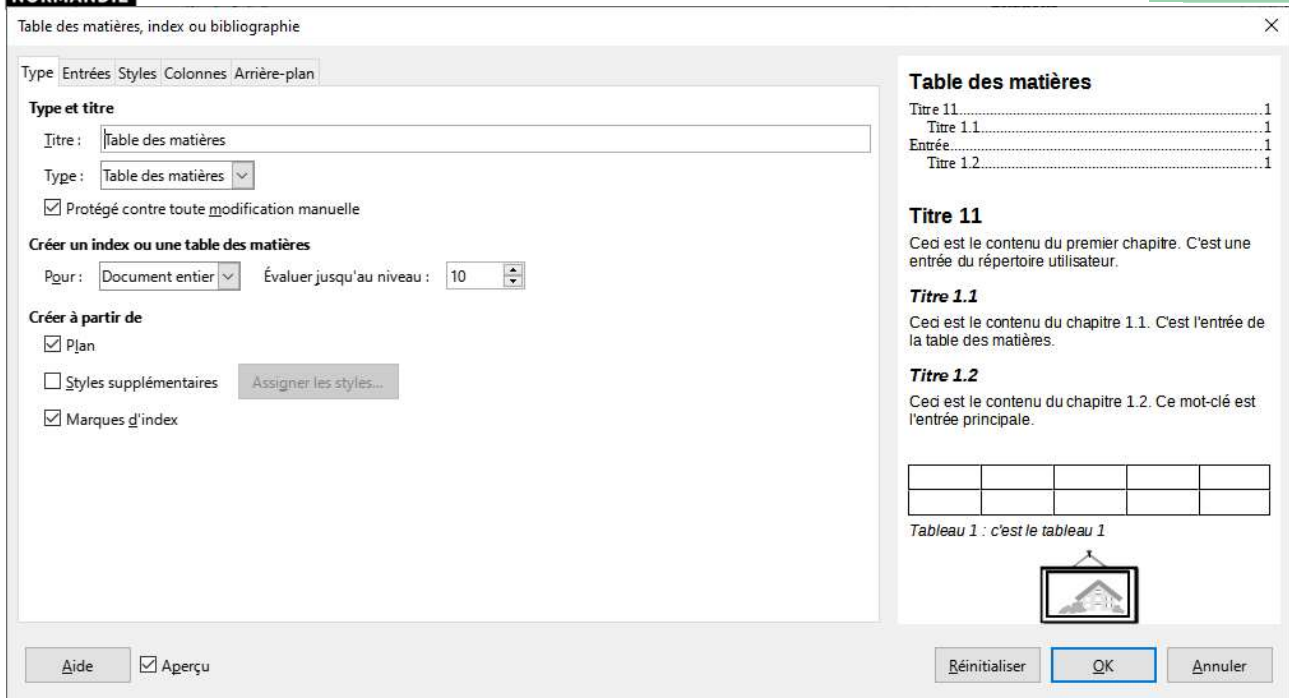 NORMANDIE
Table des matières, index ou bibliographie
Type Entrées Styles Colonnes Arrière-plan
Type et titre
Titre : Table des matières
Type : Table des matières
Protégé contre toute modification manuelle
Créer un index ou une table des matières
Pour : Document entier Évaluer jusqu'au niveau : 10
Créer à partir de
Plan
Styles supplémentaires Assigner les styles...
Marques d'index
Table des matières
Titre 11...1
Titre 1.1...1
Entrée...1
Titre 1.2...1
Titre 11
Ceci est le contenu du premier chapitre. C'est une
entrée du répertoire utilisateur.
Titre 1.1
Ceci est le contenu du chapitre 1.1. C'est l'entrée de
la table des matières.
Titre 1.2
Ceci est le contenu du chapitre 1.2. Ce mot-clé est
l'entrée principale.
Tableau 1 : c'est le tableau 1
Aide Aperçu Réinitialiser OK Annuler